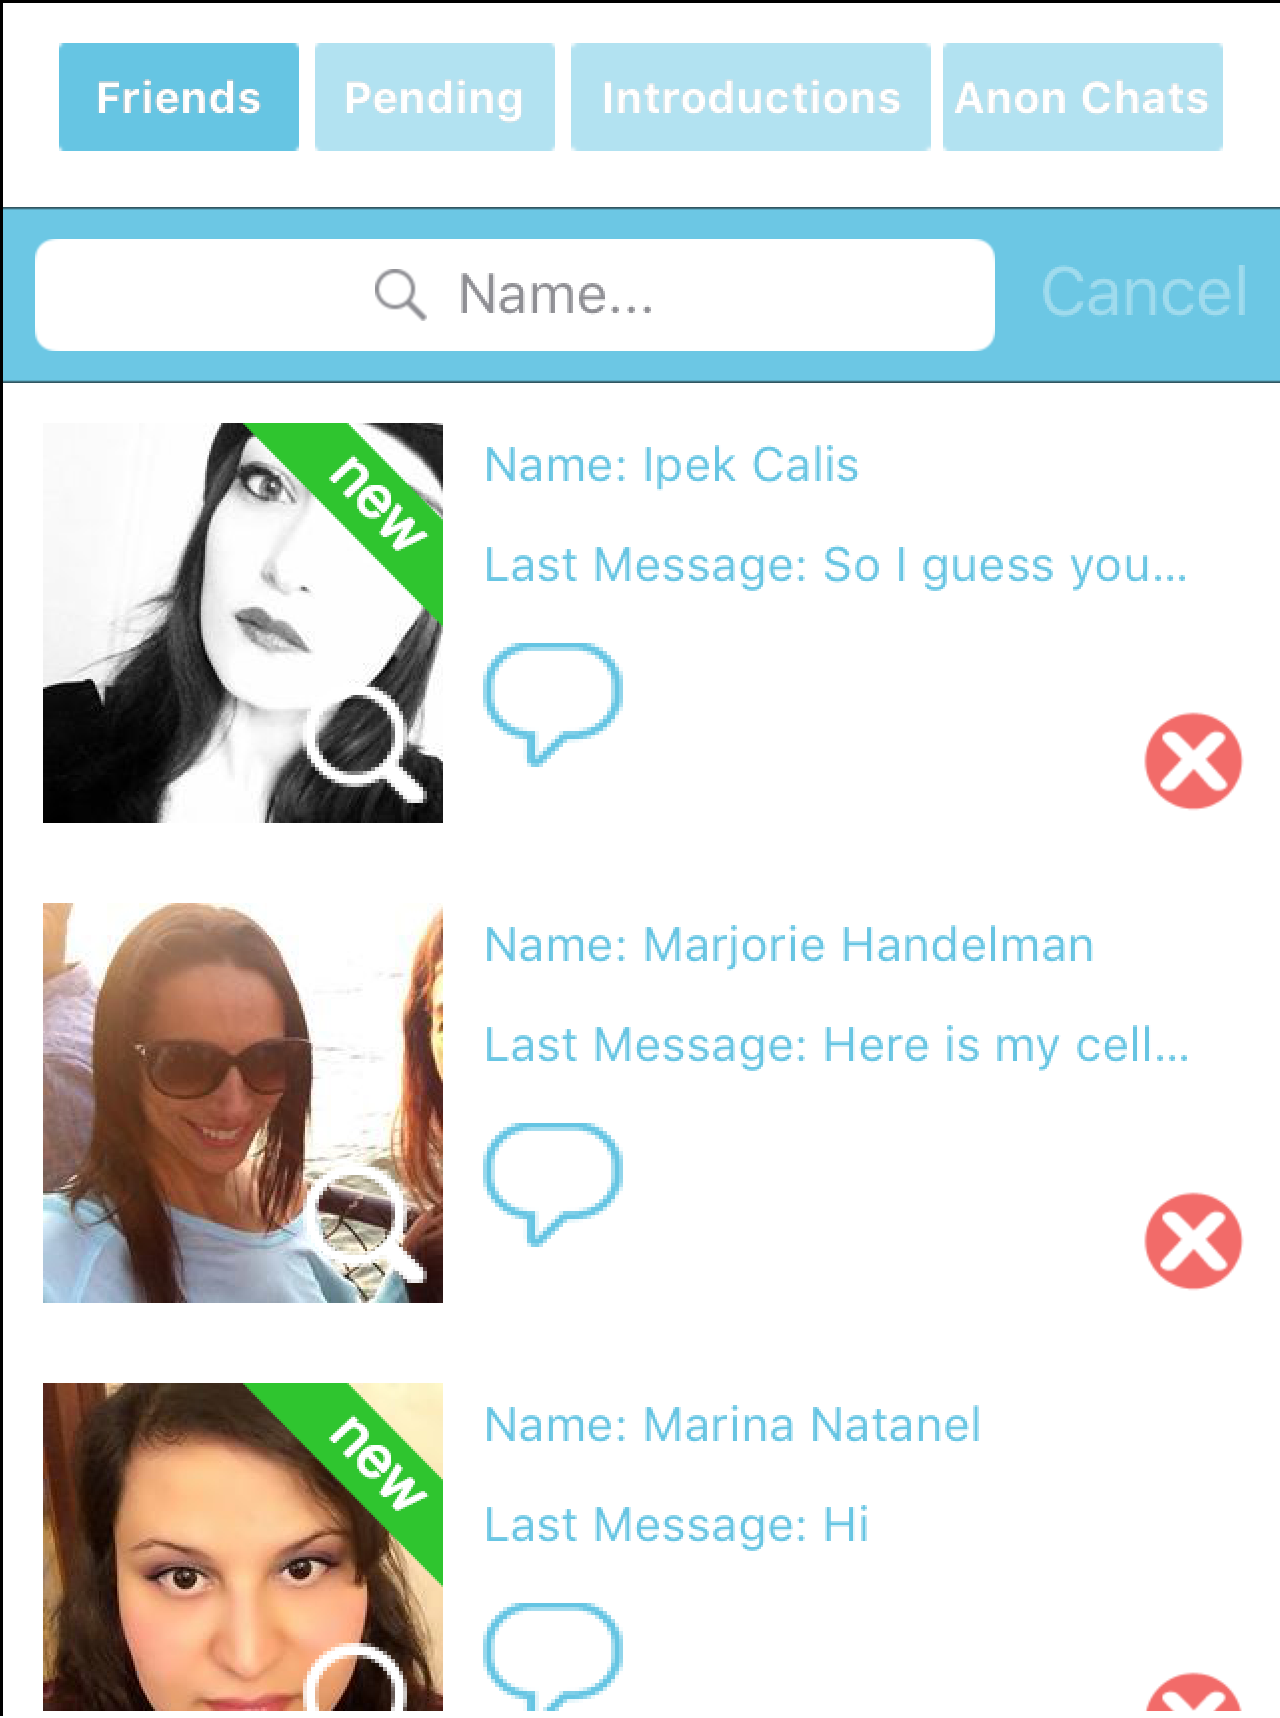 Friends Pending Introductions Anon Chats
Name... Cancel
new
Name: Ipek Calis
Last Message: So I guess you...
Name: Marjorie Handelman
Last Message: Here is my cell...
new
Name: Marina Natanel
Last Message: Hi